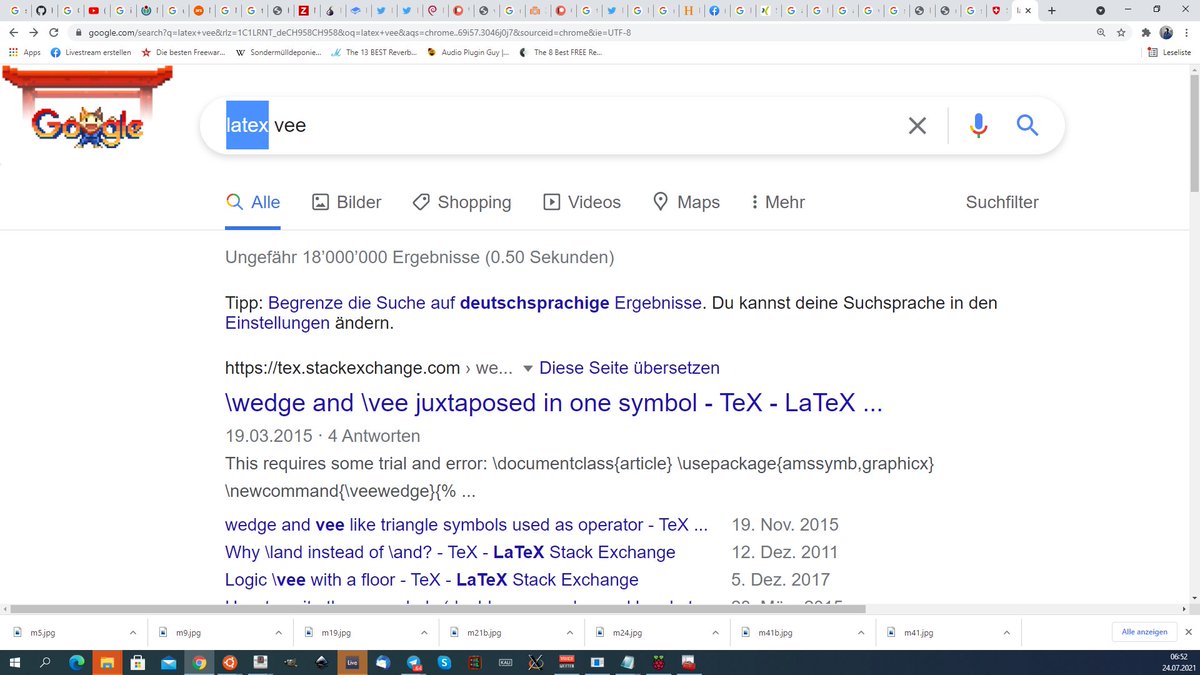 google.com/search?q=latex+vee&rlz=1C1LRNT_deCH958CH958&oq=latex+vee&aqs=chrome..69i57.3046j0j7&sourceid=chrome&ie=UTF-8
Apps Livestream erstellen Die besten Freewar... Sondermülldeponie... The 13 BEST Reverb... Audio Plugin Guy |... The 8 Best FREE Re... Leseliste
Google
latex vee
Alle Bilder Shopping Videos Maps Mehr Suchfilter
Ungefähr 18’000’000 Ergebnisse (0.50 Sekunden)
Tipp: Begrenze die Suche auf deutschsprachige Ergebnisse. Du kannst deine Suchsprache in den
Einstellungen ändern.
https://tex.stackexchange.com › we... Diese Seite übersetzen
\wedge and \vee juxtaposed in one symbol - TeX - LaTeX ...
19.03.2015 · 4 Antworten
This requires some trial and error: \documentclass{article} \usepackage{amssymb,graphicx}
\newcommand{\veewedge}{% ...
wedge and vee like triangle symbols used as operator - TeX ... 19. Nov. 2015
Why \land instead of \and? - TeX - LaTeX Stack Exchange 12. Dez. 2011
Logic \vee with a floor - TeX - LaTeX Stack Exchange 5. Dez. 2017
m5.jpg m9.jpg m19.jpg m21b.jpg m24.jpg m41b.jpg m41.jpg Alle anzeigen
Live
06:52
24.07.2021